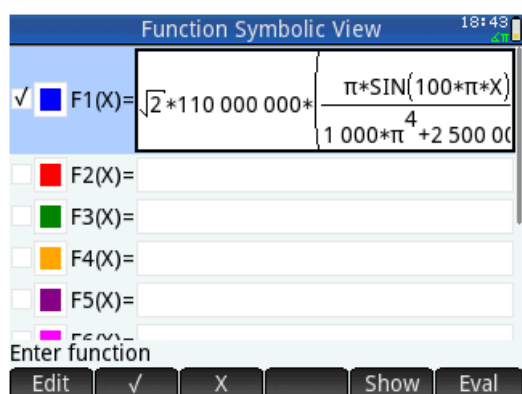 Function Symbolic View 18:43
∡π
√ F1(X)= √2*110 000 000*( π*SIN(100*π*X)
1 000*π^4+2 500 00
F2(X)=
F3(X)=
F4(X)=
F5(X)=
Enter function
Edit √ X Show Eval